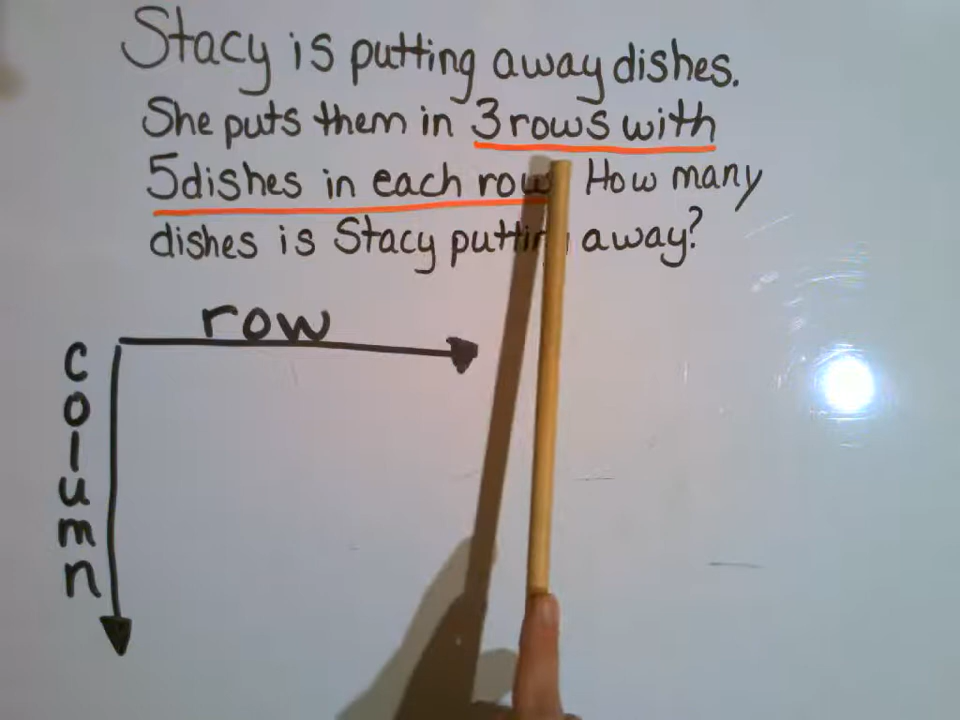 Stacy is putting away dishes.
She puts them in 3 rows with
5 dishes in each row How many
dishes is Stacy putting away?
row
column